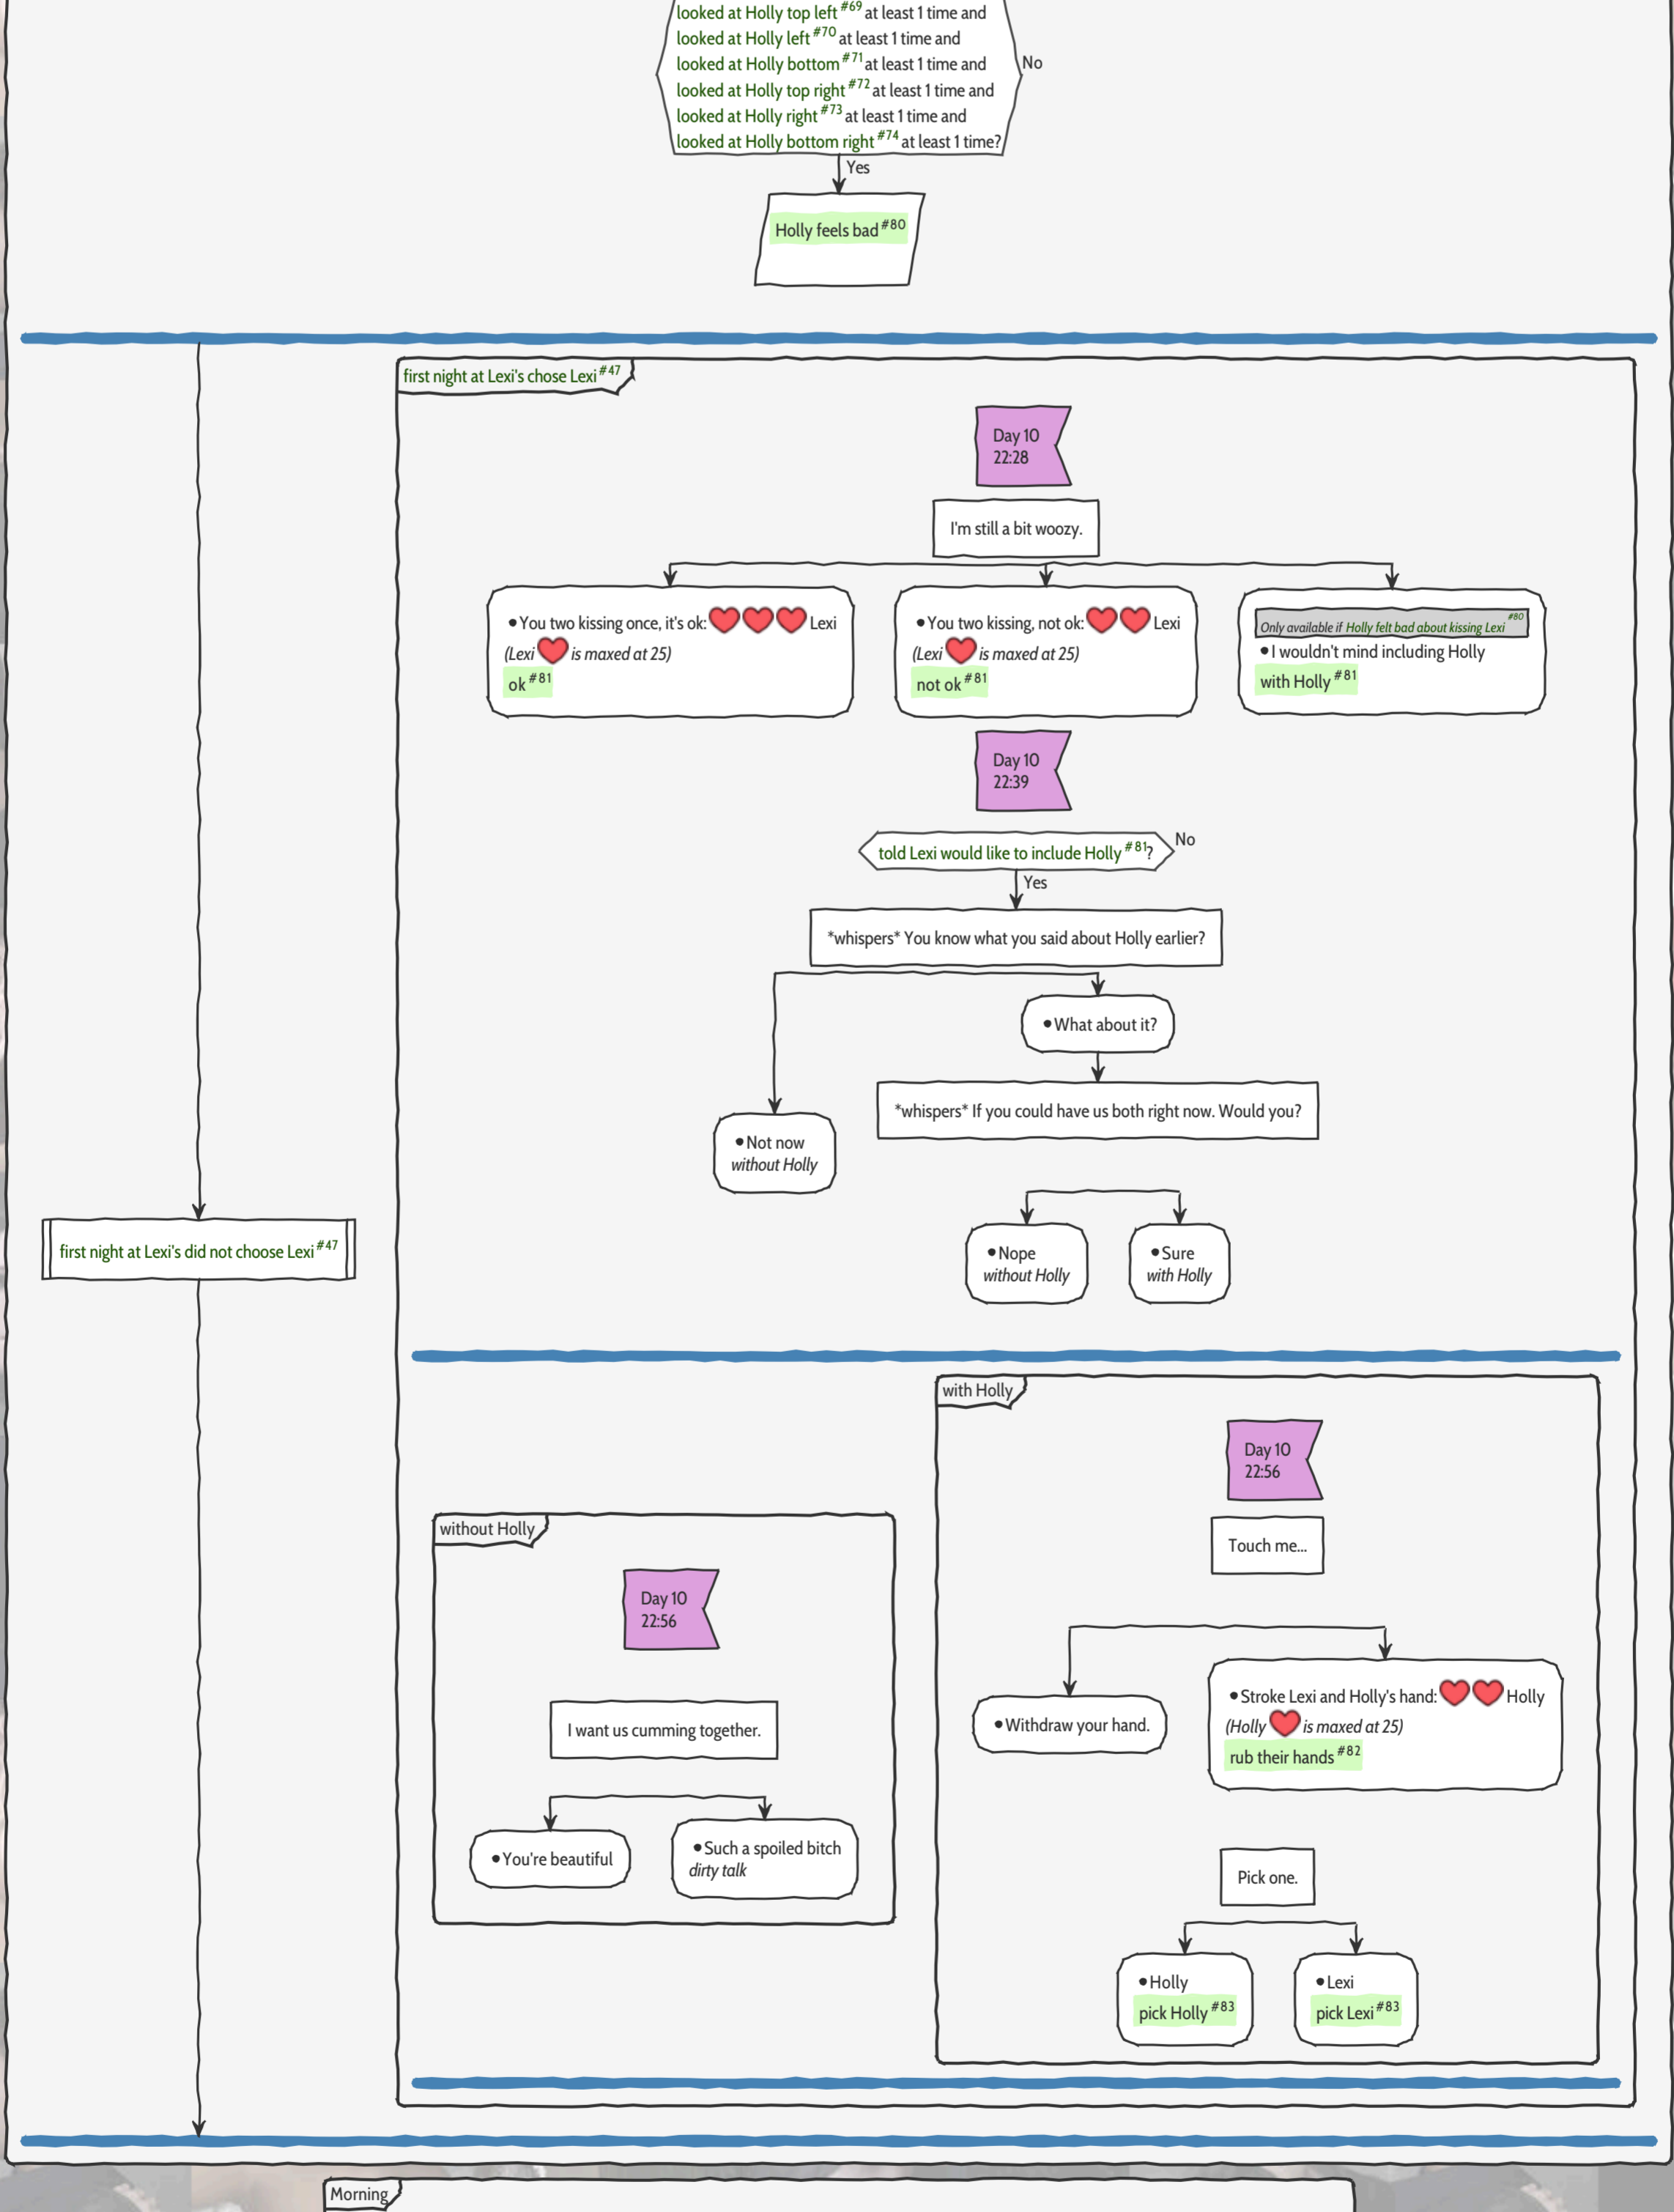 looked at Holly top left #69 at least 1 time and
looked at Holly left #70 at least 1 time and
looked at Holly bottom #71 at least 1 time and
No
looked at Holly top right #72 at least 1 time and
looked at Holly right #73 at least 1 time and
looked at Holly bottom right #74 at least 1 time?
Yes
Holly feels bad #80
first night at Lexi's chose Lexi #47
Day 10
22:28
I'm still a bit woozy.
•You two kissing once, it's ok: ❤❤❤ Lexi
(Lexi ❤ is maxed at 25)
ok #81
•You two kissing, not ok: ❤❤ Lexi
(Lexi ❤ is maxed at 25)
not ok #81
Only available if Holly felt bad about kissing Lexi #80
•I wouldn't mind including Holly
with Holly #81
Day 10
22:39
told Lexi would like to include Holly #81?
No
Yes
*whispers* You know what you said about Holly earlier?
•What about it?
*whispers* If you could have us both right now. Would you?
•Not now
without Holly
•Nope
without Holly
•Sure
with Holly
first night at Lexi's did not choose Lexi #47
with Holly
Day 10
22:56
Touch me...
•Withdraw your hand.
•Stroke Lexi and Holly's hand: ❤❤ Holly
(Holly ❤ is maxed at 25)
rub their hands #82
Pick one.
•Holly
pick Holly #83
•Lexi
pick Lexi #83
without Holly
Day 10
22:56
I want us cumming together.
•You're beautiful
•Such a spoiled bitch
dirty talk
Morning